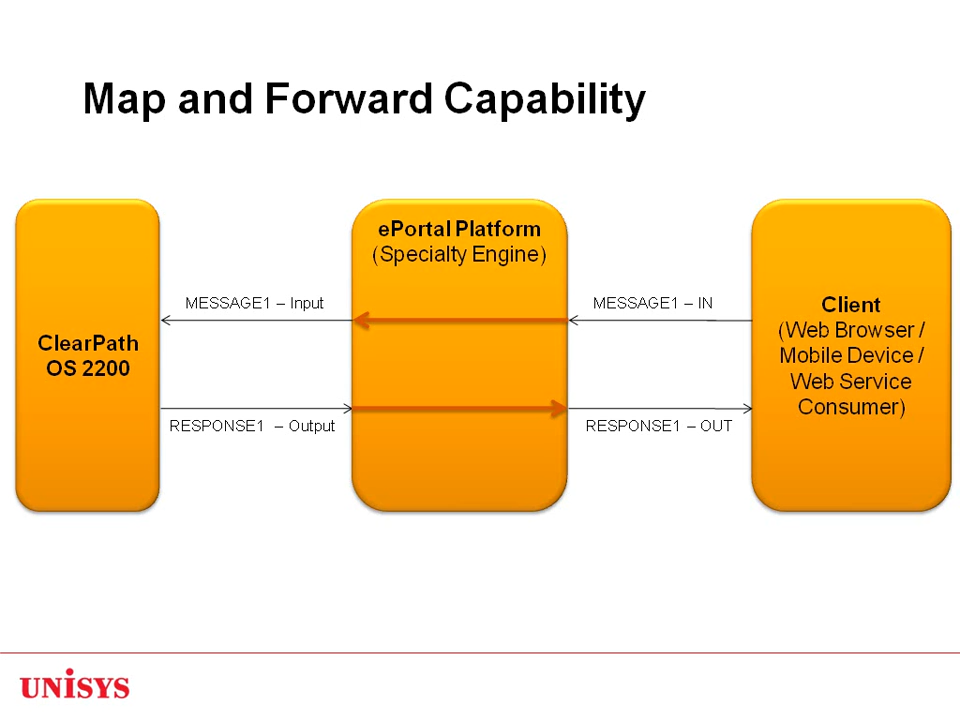 Map and Forward Capability
ePortal Platform
(Specialty Engine)
MESSAGE1 – Input
MESSAGE1 – IN
ClearPath
OS 2200
Client
(Web Browser /
Mobile Device /
Web Service
Consumer)
RESPONSE1 – Output
RESPONSE1 – OUT
UNiSYS